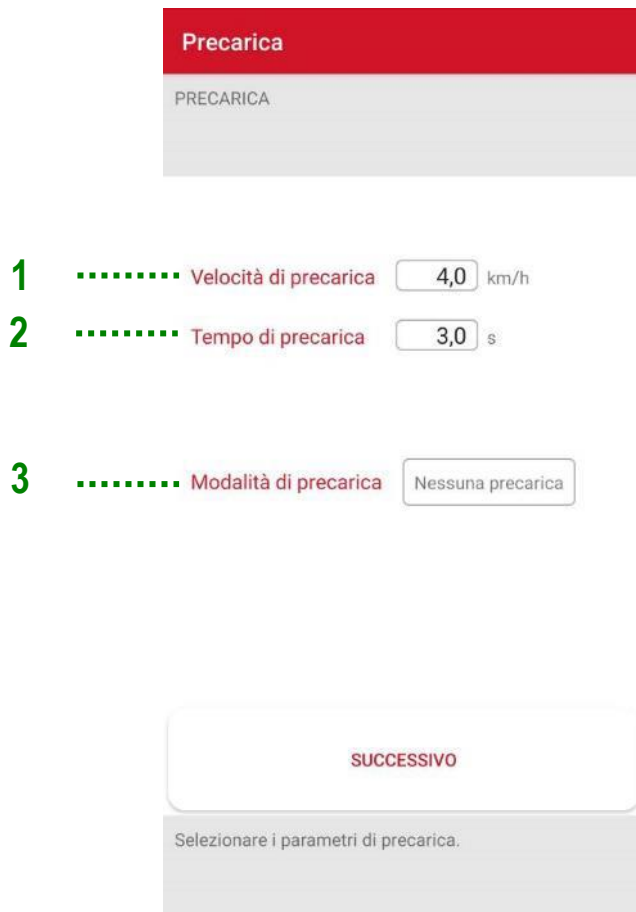 Precarica
PRECARICA
1 Velocità di precarica 4,0 km/h
2 Tempo di precarica 3,0 s
3 Modalità di precarica Nessuna precarica
SUCCESSIVO
Selezionare i parametri di precarica.